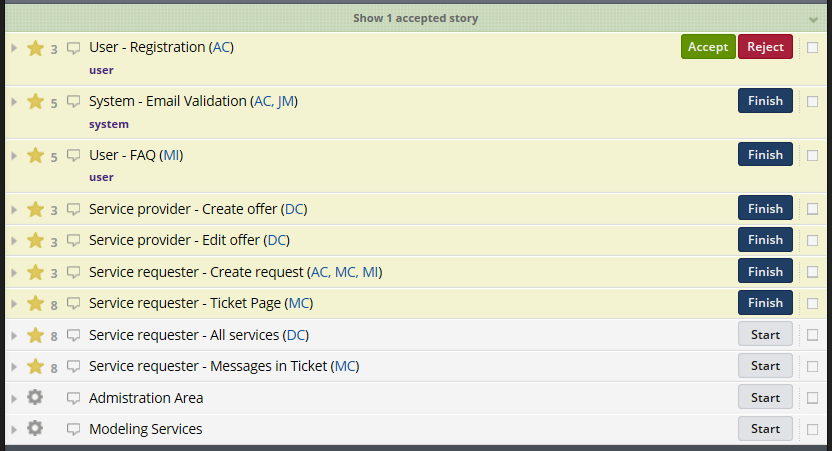 Show 1 accepted story
3 User - Registration (AC) Accept Reject
user
5 System - Email Validation (AC, JM) Finish
system
5 User - FAQ (MI) Finish
user
3 Service provider - Create offer (DC) Finish
3 Service provider - Edit offer (DC) Finish
3 Service requester - Create request (AC, MC, MI) Finish
8 Service requester - Ticket Page (MC) Finish
8 Service requester - All services (DC) Start
8 Service requester - Messages in Ticket (MC) Start
Admistration Area Start
Modeling Services Start